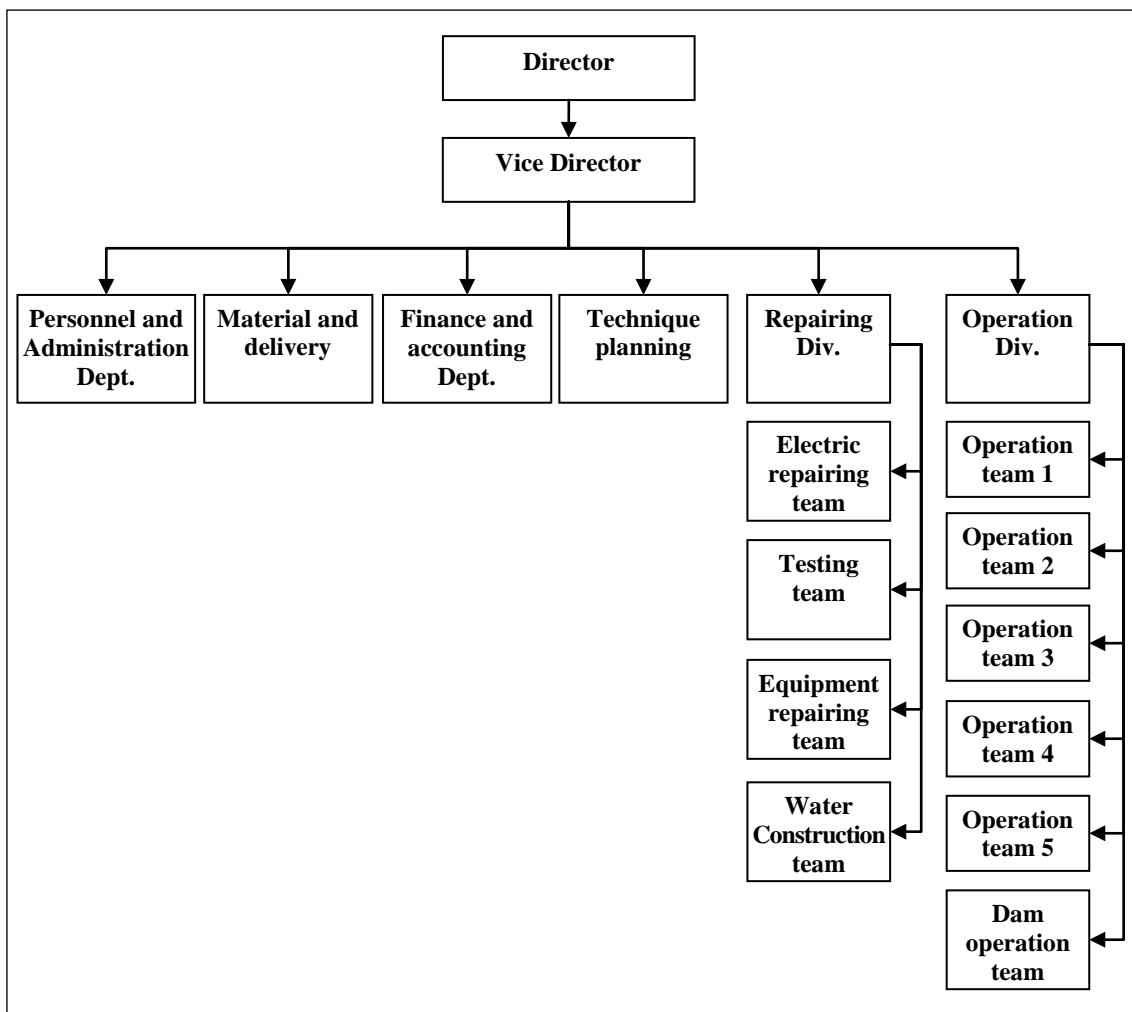 Director
Vice Director
Personnel and
Administration
Dept.
Material and
delivery
Finance and
accounting
Dept.
Technique
planning
Repairing
Div.
Operation
Div.
Electric
repairing
team
Testing
team
Equipment
repairing
team
Water
Construction
team
Operation
team 1
Operation
team 2
Operation
team 3
Operation
team 4
Operation
team 5
Dam
operation
team